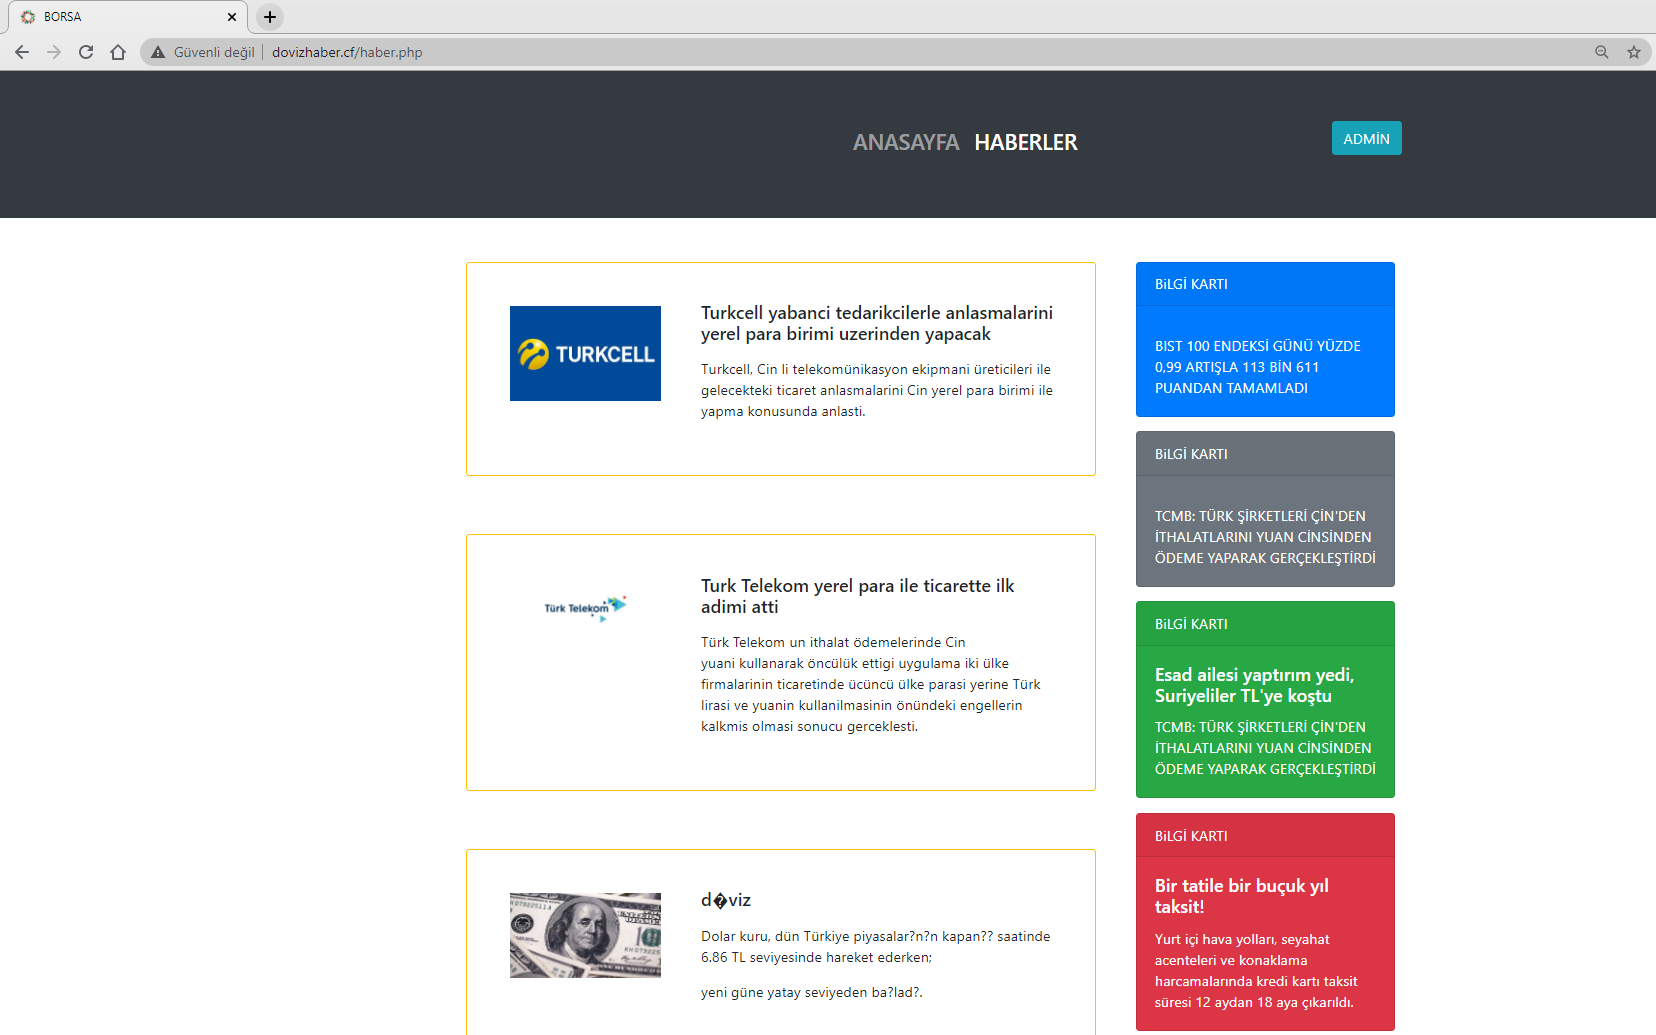 BORSA
Güvenli değil
dovizhaber.cf/haber.php
ANASAYFA HABERLER
ADMİN
TURKCELL
Turkcell yabanci tedarikcilerle anlasmalarini
yerel para birimi uzerinden yapacak
Turkcell, Cin li telekomünikasyon ekipmani üreticileri ile
gelecekteki ticaret anlasmalarini Cin yerel para birimi ile
yapma konusunda anlasti.
Türk Telekom
Turk Telekom yerel para ile ticarette ilk
adimi atti
Türk Telekom un ithalat ödemelerinde Cin
yuani kullanarak öncülük ettigi uygulama iki ülke
firmalarinin ticaretinde ücüncü ülke parasi yerine Türk
lirasi ve yuanin kullanilmasinin önündeki engellerin
kalkmis olmasi sonucu gerceklesti.
d�viz
Dolar kuru, dün Türkiye piyasalar?n?n kapan?? saatinde
6.86 TL seviyesinde hareket ederken;
yeni güne yatay seviyeden ba?lad?.
BiLGİ KARTI
BIST 100 ENDEKSİ GÜNÜ YÜZDE
0,99 ARTIŞLA 113 BİN 611
PUANDAN TAMAMLADI
BiLGİ KARTI
TCMB: TÜRK ŞİRKETLERİ ÇİN'DEN
İTHALATLARINI YUAN CİNSİNDEN
ÖDEME YAPARAK GERÇEKLEŞTİRDİ
BiLGİ KARTI
Esad ailesi yaptırım yedi,
Suriyeliler TL'ye koştu
TCMB: TÜRK ŞİRKETLERİ ÇİN'DEN
İTHALATLARINI YUAN CİNSİNDEN
ÖDEME YAPARAK GERÇEKLEŞTİRDİ
BiLGİ KARTI
Bir tatile bir buçuk yıl
taksit!
Yurt içi hava yolları, seyahat
acenteleri ve konaklama
harcamalarında kredi kartı taksit
süresi 12 aydan 18 aya çıkarıldı.